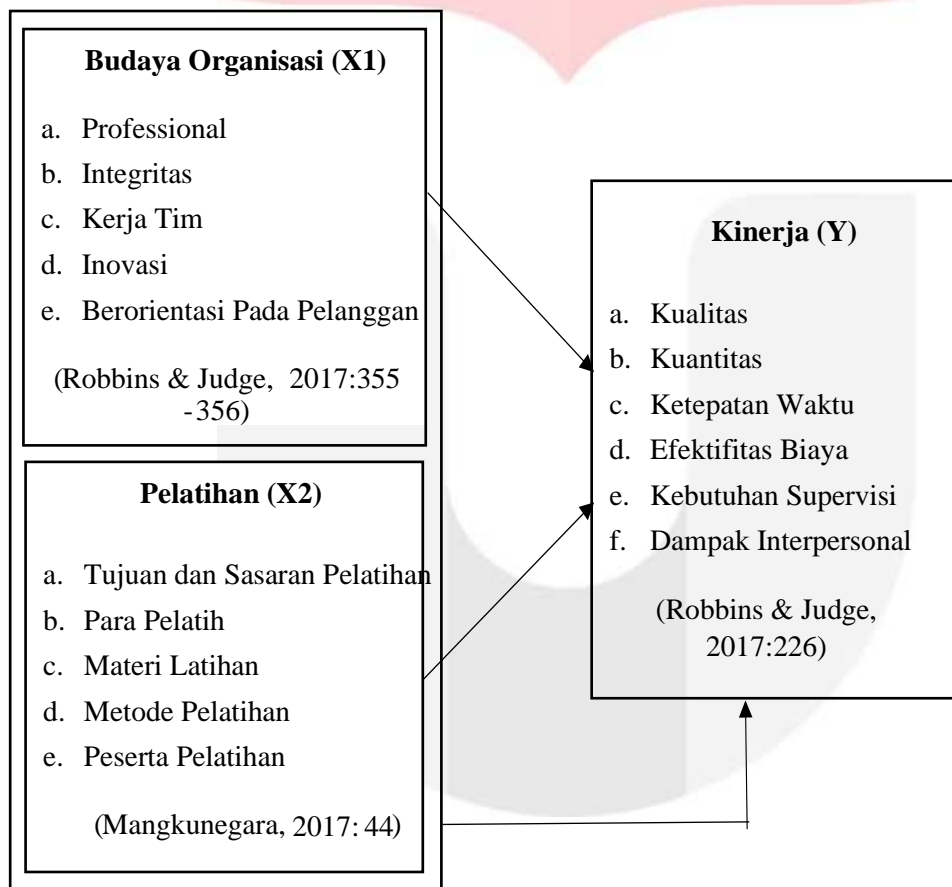 Budaya Organisasi (X1)
a. Professional
b. Integritas
c. Kerja Tim
d. Inovasi
e. Berorientasi Pada Pelanggan
(Robbins & Judge, 2017:355
-356)
Pelatihan (X2)
a. Tujuan dan Sasaran Pelatihan
b. Para Pelatih
c. Materi Latihan
d. Metode Pelatihan
e. Peserta Pelatihan
(Mangkunegara, 2017: 44)
Kinerja (Y)
a. Kualitas
b. Kuantitas
c. Ketepatan Waktu
d. Efektifitas Biaya
e. Kebutuhan Supervisi
f. Dampak Interpersonal
(Robbins & Judge,
2017:226)